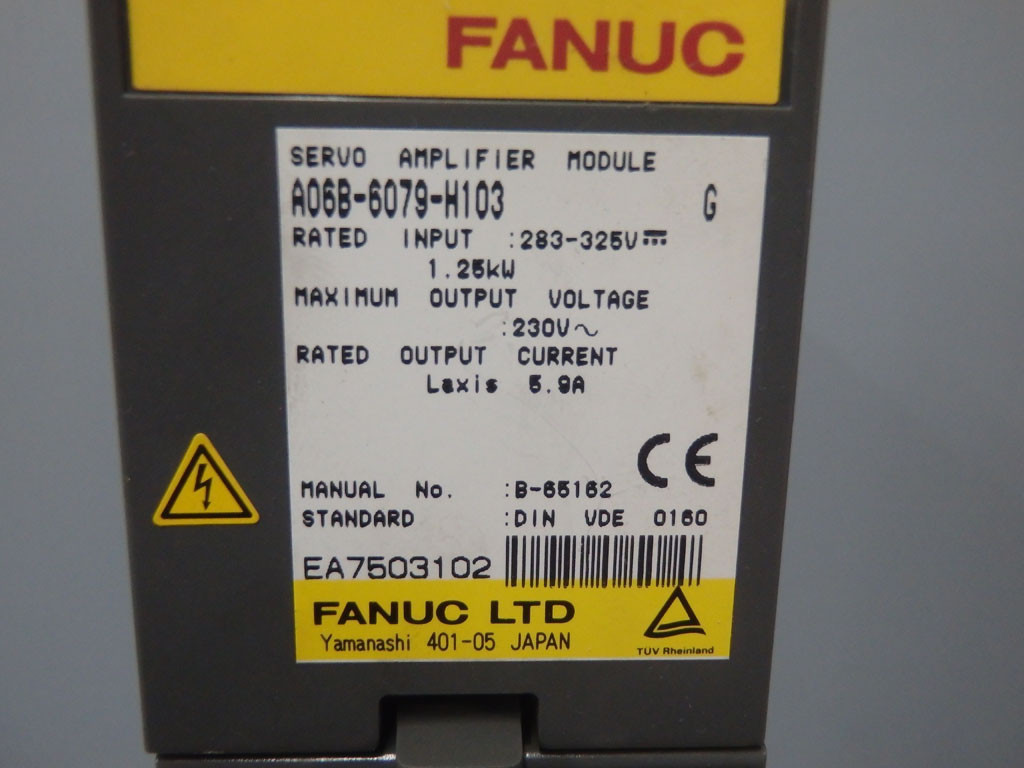 FANUC
SERVO AMPLIFIER MODULE
A06B-6079-H103 G
RATED INPUT :283-325V⎓
1.25kW
MAXIMUM OUTPUT VOLTAGE
:230V~
RATED OUTPUT CURRENT
Laxis 5.9A
CE
MANUAL No. :B-65162
STANDARD :DIN VDE 0160
EA7503102
FANUC LTD
Yamanashi 401-05 JAPAN
TÜV Rheinland